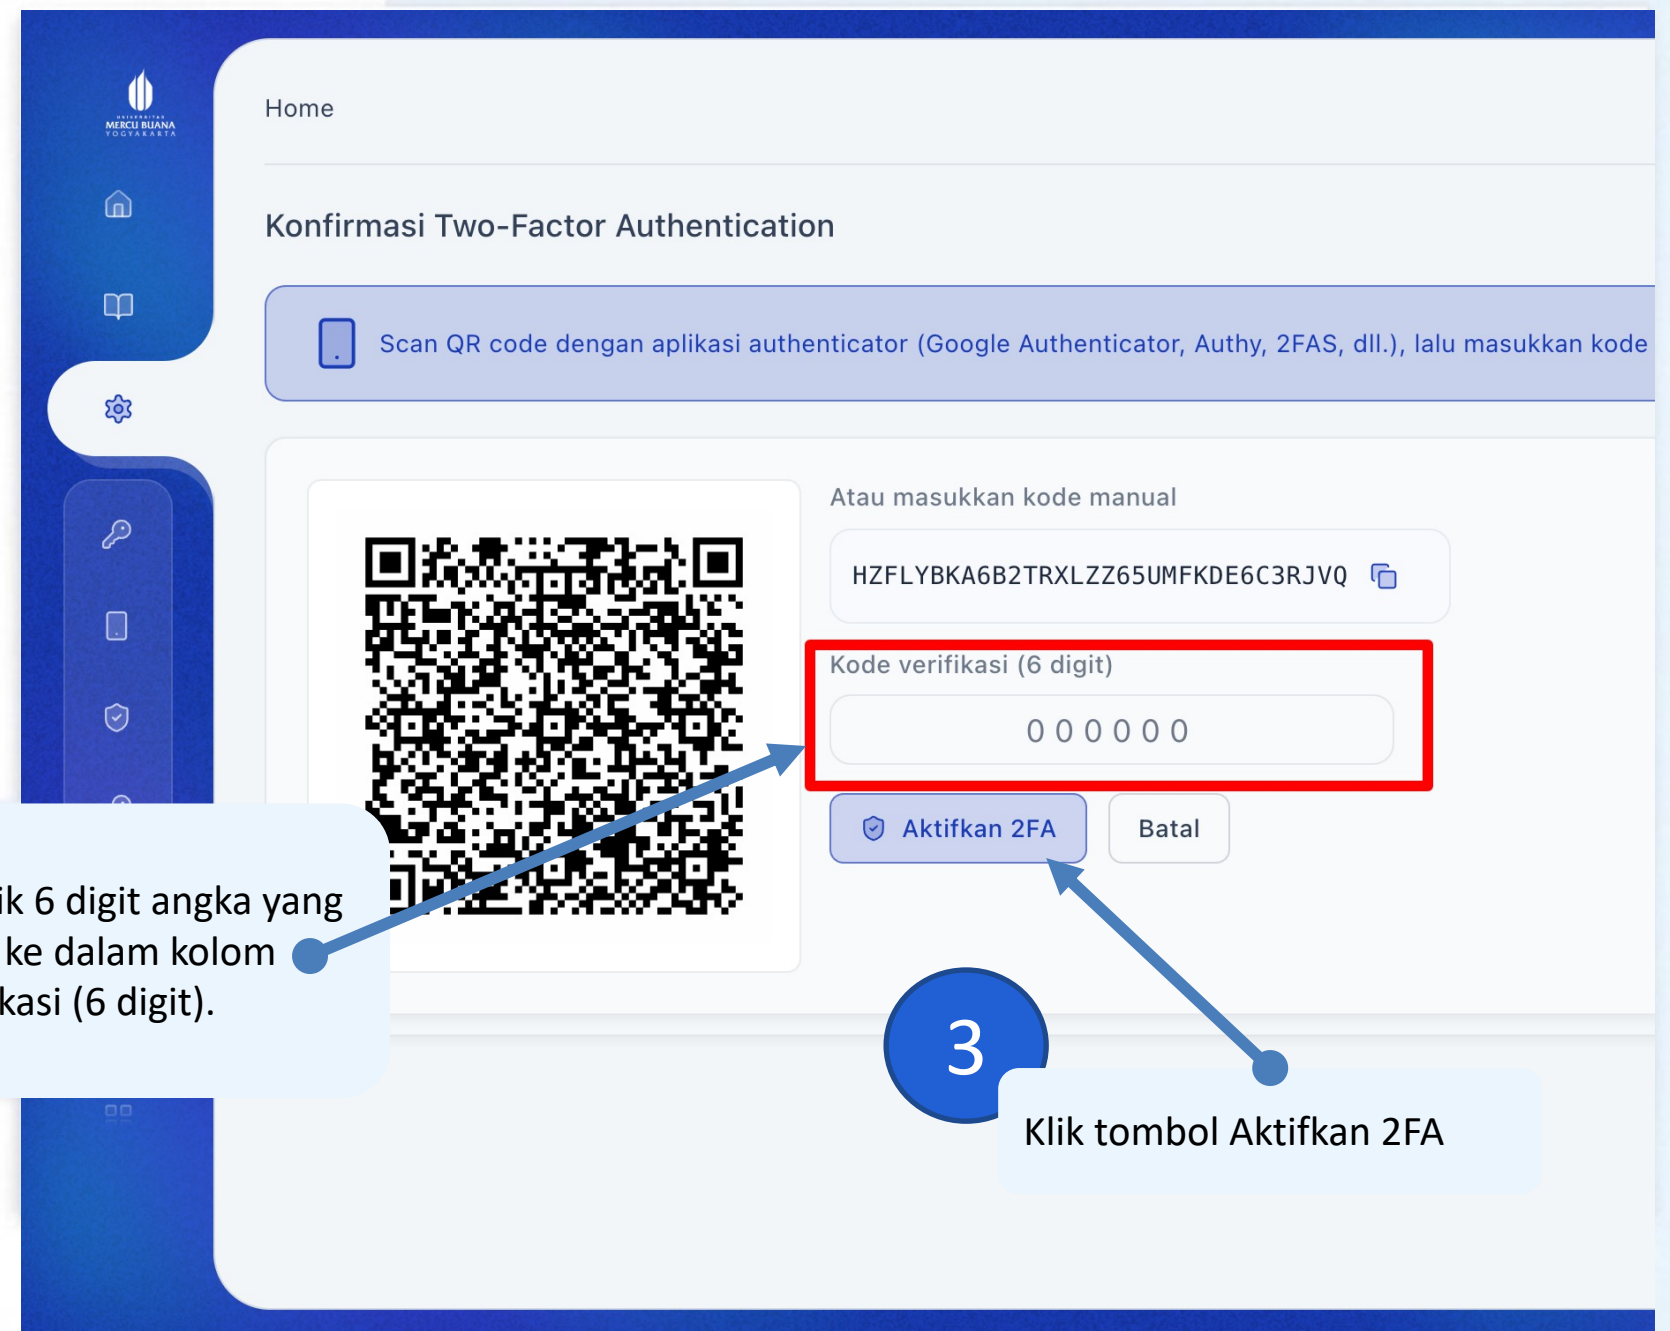 UNIVERSITAS
MERCU BUANA
YOGYAKARTA
Home
Konfirmasi Two-Factor Authentication
Scan QR code dengan aplikasi authenticator (Google Authenticator, Authy, 2FAS, dll.), lalu masukkan kode
Atau masukkan kode manual
HZFLYBKA6B2TRXLZZ65UMFKDE6C3RJVQ
Kode verifikasi (6 digit)
000000
Aktifkan 2FA
Batal
ik 6 digit angka yang
ke dalam kolom
kasi (6 digit).
3
Klik tombol Aktifkan 2FA